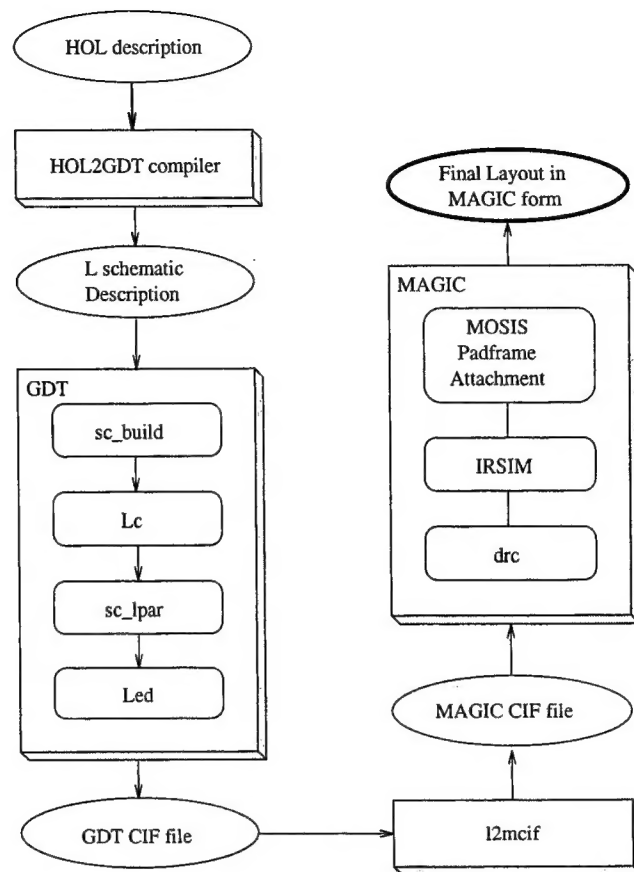 HOL description
HOL2GDT compiler
L schematic
Description
GDT
sc_build
Lc
sc_lpar
Led
GDT CIF file
l2mcif
MAGIC CIF file
MAGIC
MOSIS
Padframe
Attachment
IRSIM
drc
Final Layout in
MAGIC form